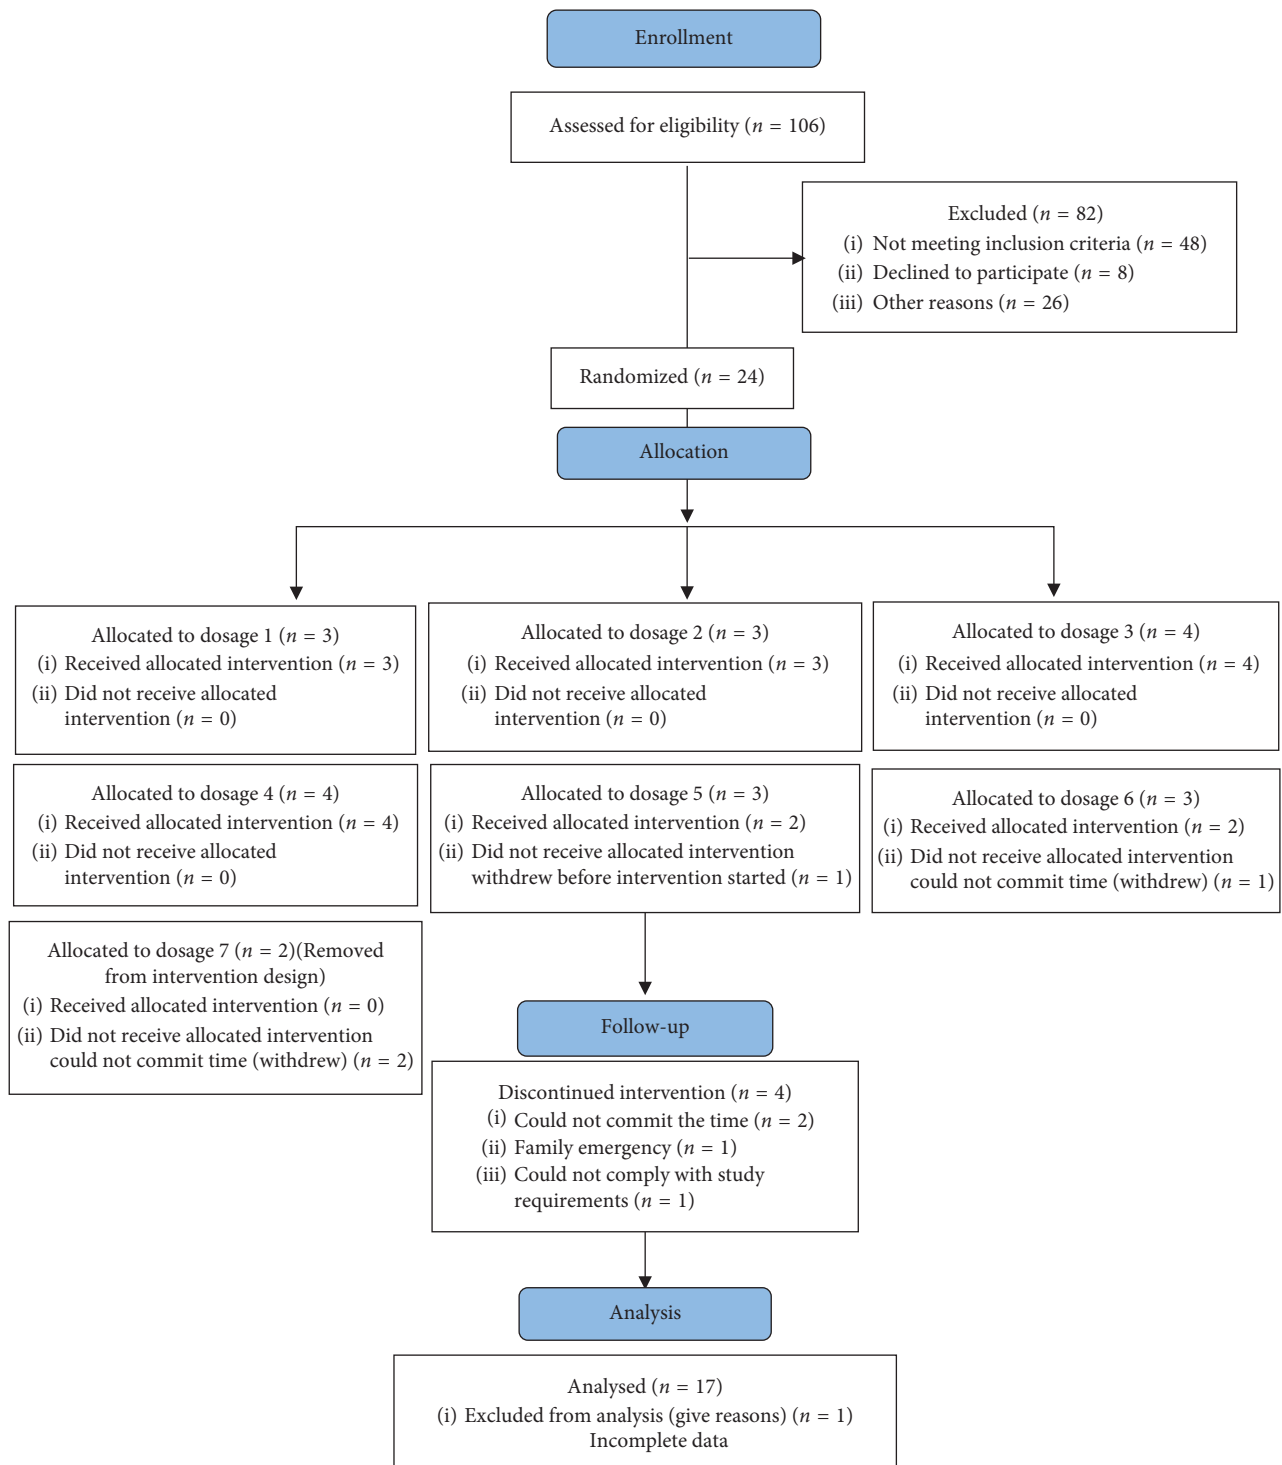 Enrollment
Assessed for eligibility (n = 106)
Excluded (n = 82)
(i) Not meeting inclusion criteria (n = 48)
(ii) Declined to participate (n = 8)
(iii) Other reasons (n = 26)
Randomized (n = 24)
Allocation
Allocated to dosage 1 (n = 3)
(i) Received allocated intervention (n = 3)
(ii) Did not receive allocated
intervention (n = 0)
Allocated to dosage 2 (n = 3)
(i) Received allocated intervention (n = 3)
(ii) Did not receive allocated
intervention (n = 0)
Allocated to dosage 3 (n = 4)
(i) Received allocated intervention (n = 4)
(ii) Did not receive allocated
intervention (n = 0)
Allocated to dosage 4 (n = 4)
(i) Received allocated intervention (n = 4)
(ii) Did not receive allocated
intervention (n = 0)
Allocated to dosage 5 (n = 3)
(i) Received allocated intervention (n = 2)
(ii) Did not receive allocated intervention
withdrew before intervention started (n = 1)
Allocated to dosage 6 (n = 3)
(i) Received allocated intervention (n = 2)
(ii) Did not receive allocated intervention
could not commit time (withdrew) (n = 1)
Allocated to dosage 7 (n = 2)(Removed
from intervention design)
(i) Received allocated intervention (n = 0)
(ii) Did not receive allocated intervention
could not commit time (withdrew) (n = 2)
Follow-up
Discontinued intervention (n = 4)
(i) Could not commit the time (n = 2)
(ii) Family emergency (n = 1)
(iii) Could not comply with study
requirements (n = 1)
Analysis
Analysed (n = 17)
(i) Excluded from analysis (give reasons) (n = 1)
Incomplete data